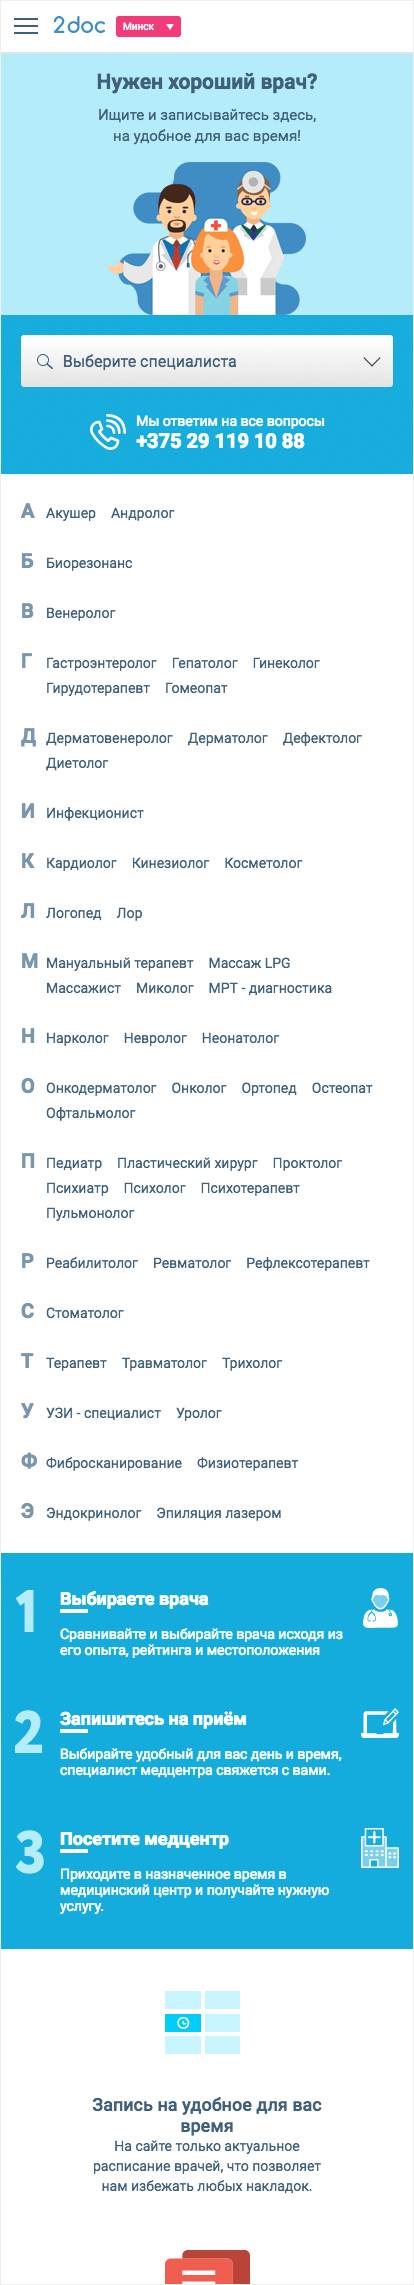 2doc Минск
Нужен хороший врач?
Ищите и записывайтесь здесь,
на удобное для вас время!
Выберите специалиста
Мы ответим на все вопросы
+375 29 119 10 88
А Акушер Андролог
Б Биорезонанс
В Венеролог
Г Гастроэнтеролог Гепатолог Гинеколог
Гирудотерапевт Гомеопат
Д Дерматовенеролог Дерматолог Дефектолог
Диетолог
И Инфекционист
К Кардиолог Кинезиолог Косметолог
Л Логопед Лор
М Мануальный терапевт Массаж LPG
Массажист Миколог МРТ - диагностика
Н Нарколог Невролог Неонатолог
О Онкодерматолог Онколог Ортопед Остеопат
Офтальмолог
П Педиатр Пластический хирург Проктолог
Психиатр Психолог Психотерапевт
Пульмонолог
Р Реабилитолог Ревматолог Рефлексотерапевт
С Стоматолог
Т Терапевт Травматолог Трихолог
У УЗИ - специалист Уролог
Ф Фибросканирование Физиотерапевт
Э Эндокринолог Эпиляция лазером
1 Выбираете врача
Сравнивайте и выбирайте врача исходя из
его опыта, рейтинга и местоположения
2 Запишитесь на приём
Выбирайте удобный для вас день и время,
специалист медцентра свяжется с вами.
3 Посетите медцентр
Приходите в назначенное время в
медицинский центр и получайте нужную
услугу.
Запись на удобное для вас
время
На сайте только актуальное
расписание врачей, что позволяет
нам избежать любых накладок.